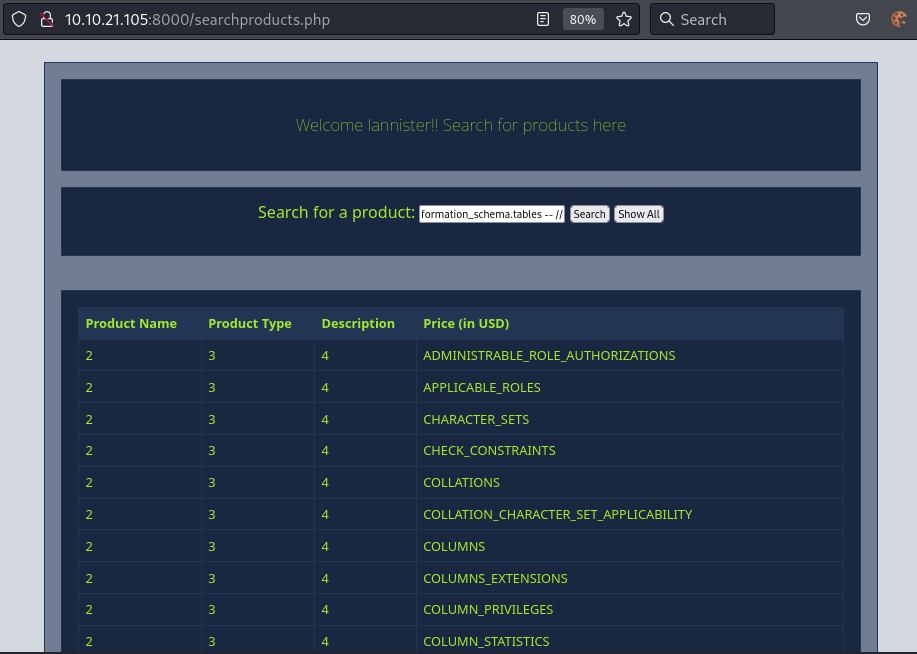 10.10.21.105:8000/searchproducts.php 80% Search
Welcome lannister!! Search for products here
Search for a product: formation_schema.tables -- // Search Show All
Product Name Product Type Description Price (in USD)
2 3 4 ADMINISTRABLE_ROLE_AUTHORIZATIONS
2 3 4 APPLICABLE_ROLES
2 3 4 CHARACTER_SETS
2 3 4 CHECK_CONSTRAINTS
2 3 4 COLLATIONS
2 3 4 COLLATION_CHARACTER_SET_APPLICABILITY
2 3 4 COLUMNS
2 3 4 COLUMNS_EXTENSIONS
2 3 4 COLUMN_PRIVILEGES
2 3 4 COLUMN_STATISTICS